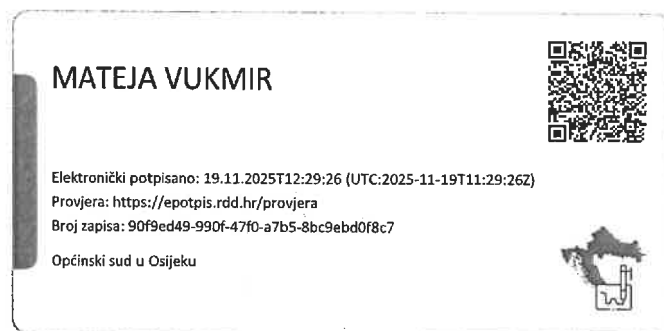 MATEJA VUKMIR
Elektronički potpisano: 19.11.2025T12:29:26 (UTC:2025-11-19T11:29:26Z)
Provjera: https://epotpis.rdd.hr/provjera
Broj zapisa: 90f9ed49-990f-47f0-a7b5-8bc9ebd0f8c7
Općinski sud u Osijeku